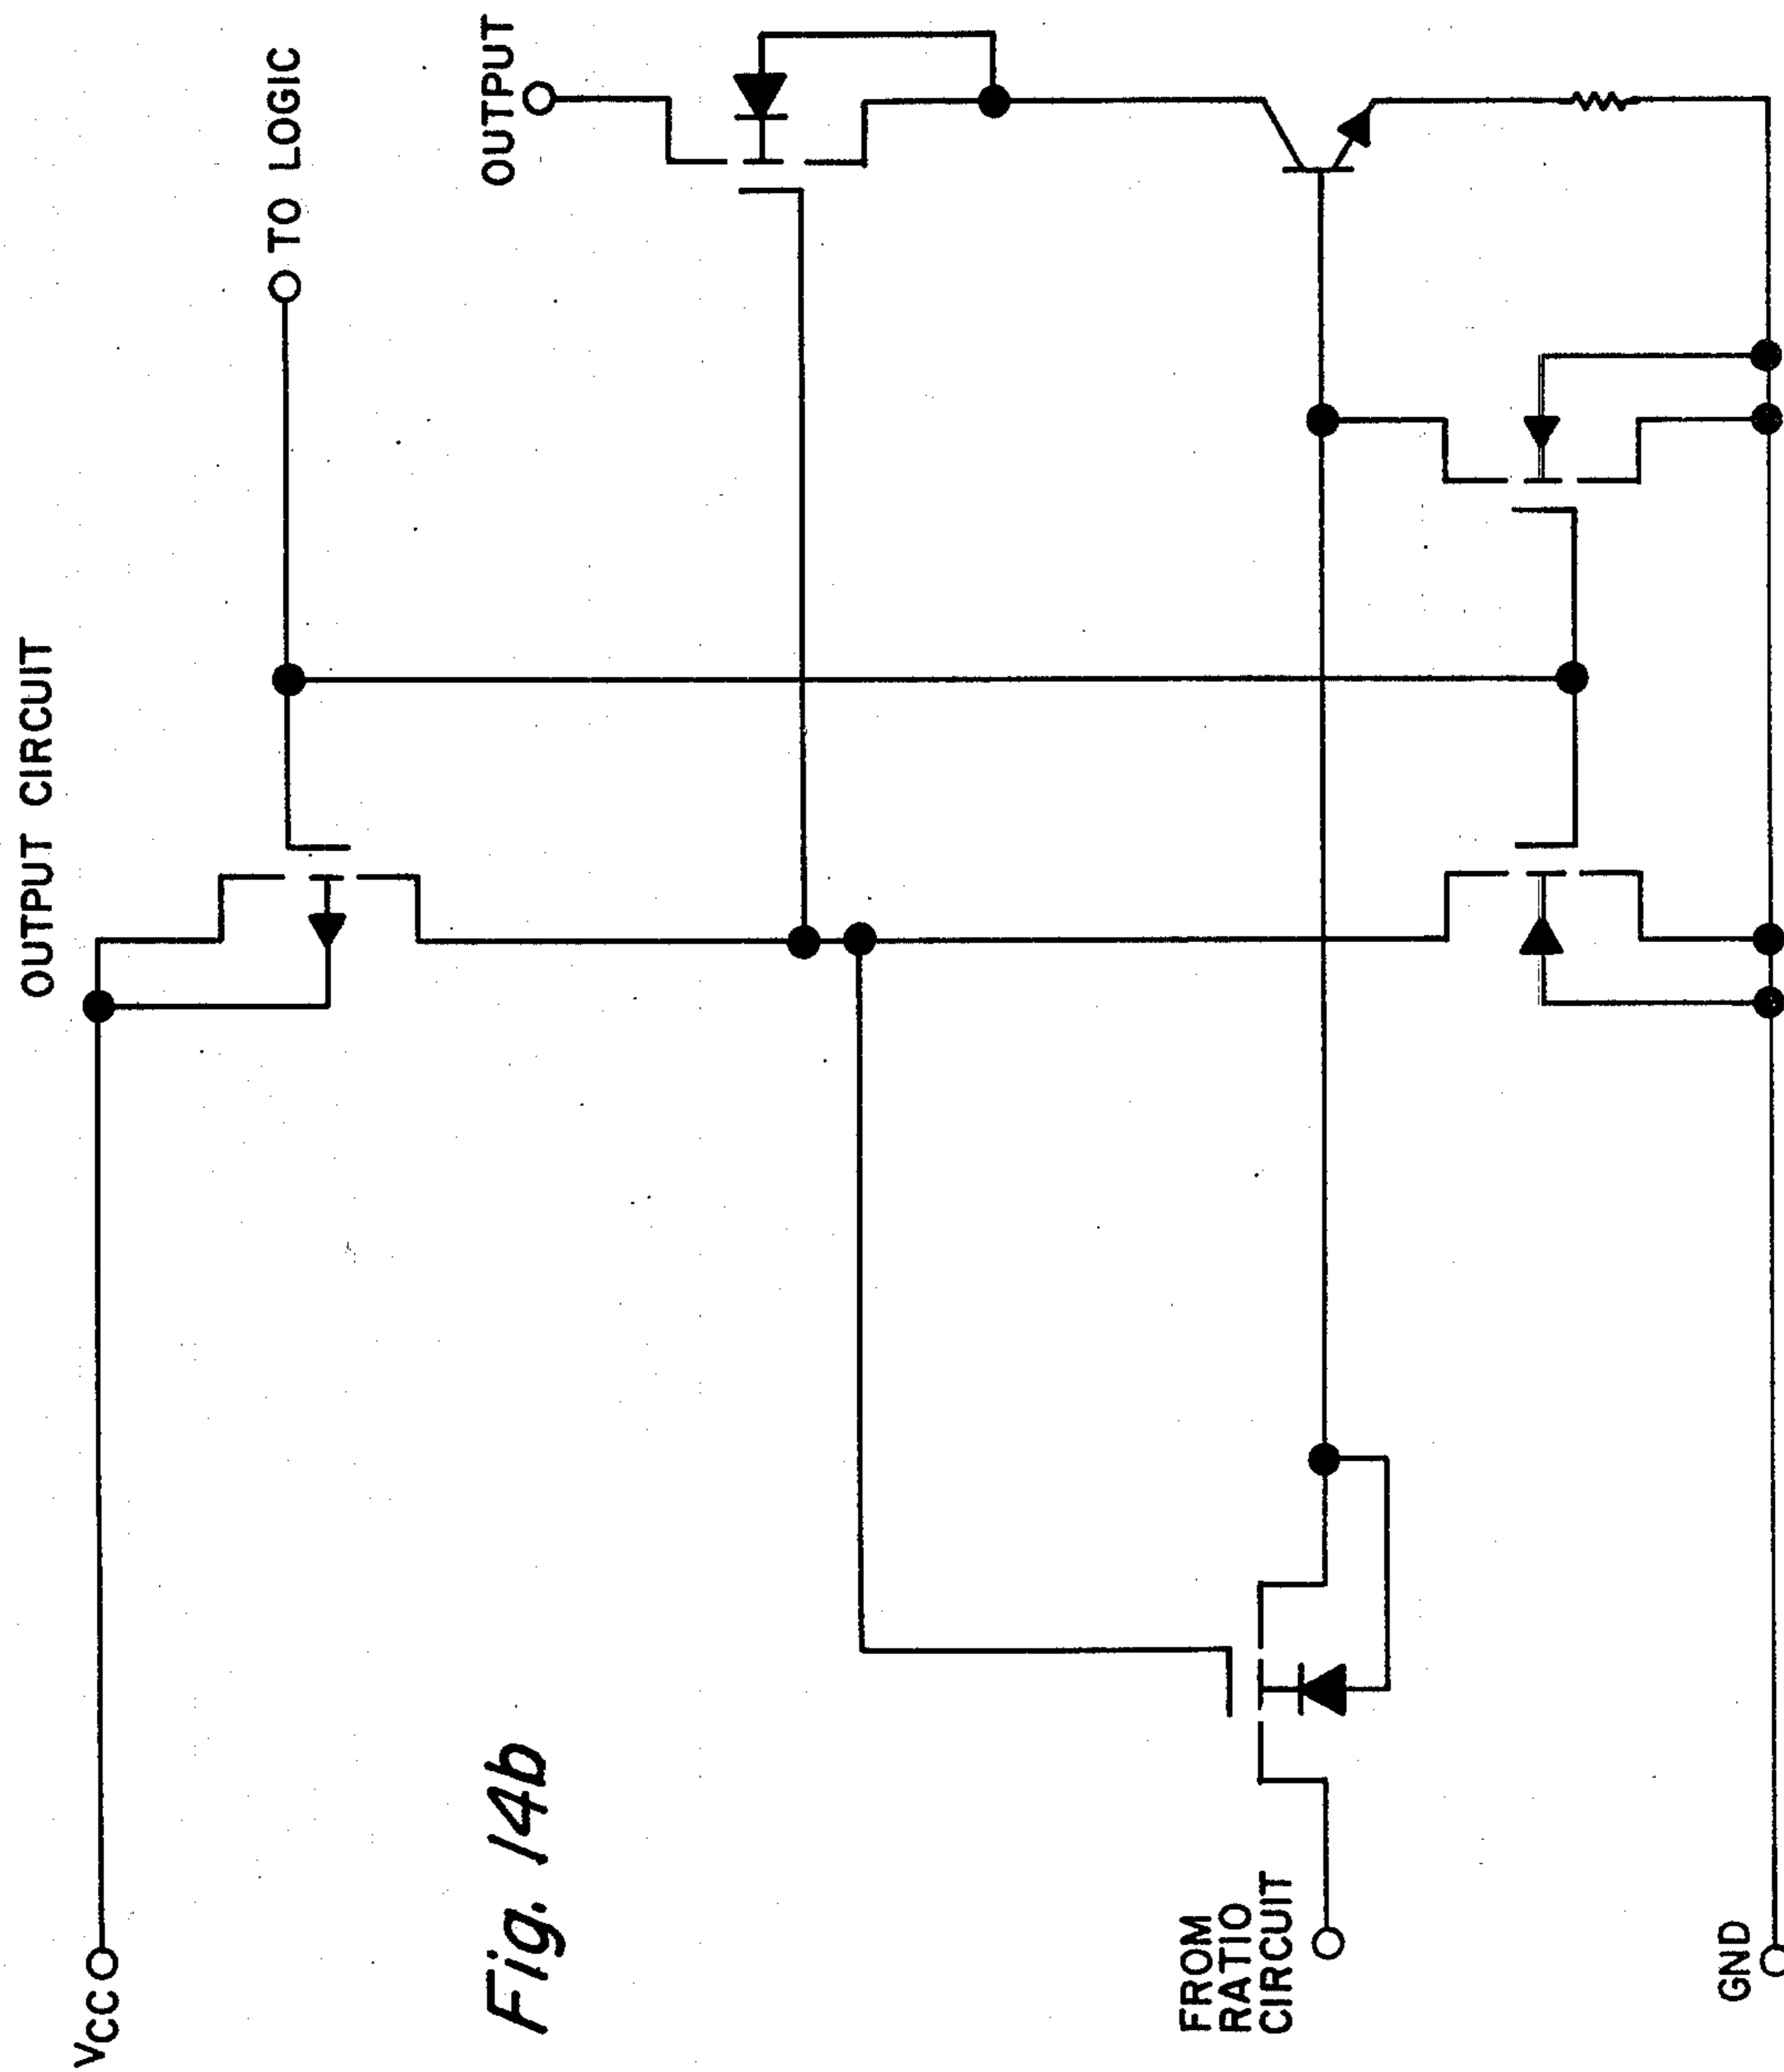 OUTPUT CIRCUIT
VCC
TO LOGIC
OUTPUT
Fig. 14b
FROM
RATIO
CIRCUIT
GND